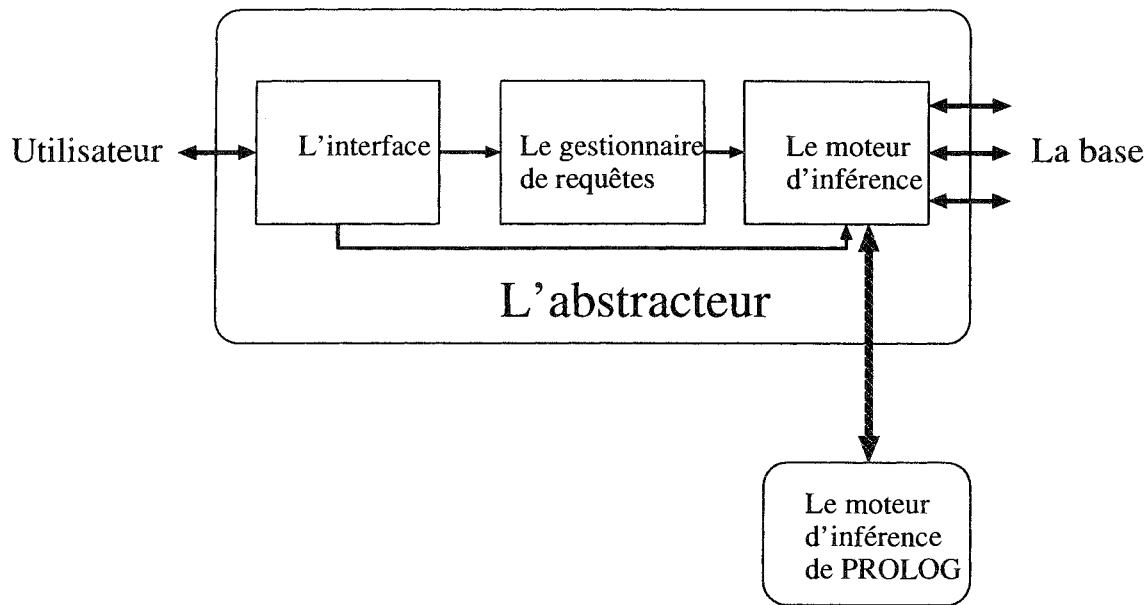 Utilisateur
L'interface
Le gestionnaire
de requêtes
Le moteur
d'inférence
La base
L'abstracteur
Le moteur
d'inférence
de PROLOG